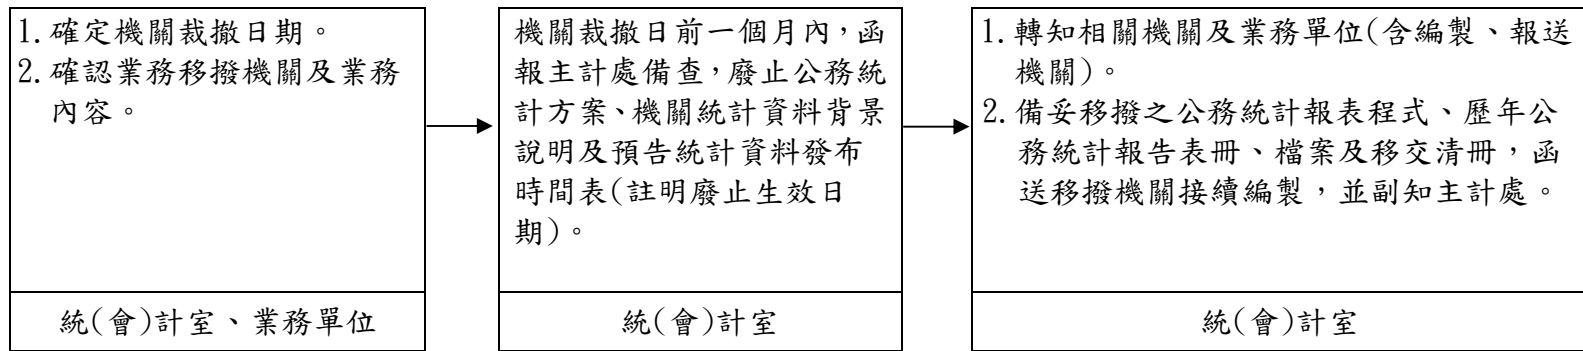 1.確定機關裁撤日期。
2.確認業務移撥機關及業務
內容。
統(會)計室、業務單位
機關裁撤日前一個月內，函
報主計處備查，廢止公務統
計方案、機關統計資料背景
說明及預告統計資料發布
時間表(註明廢止生效日
期)。
統(會)計室
1.轉知相關機關及業務單位(含編製、報送
機關)。
2.備妥移撥之公務統計報表程式、歷年公
務統計報告表冊、檔案及移交清冊，函
送移撥機關接續編製，並副知主計處。
統(會)計室